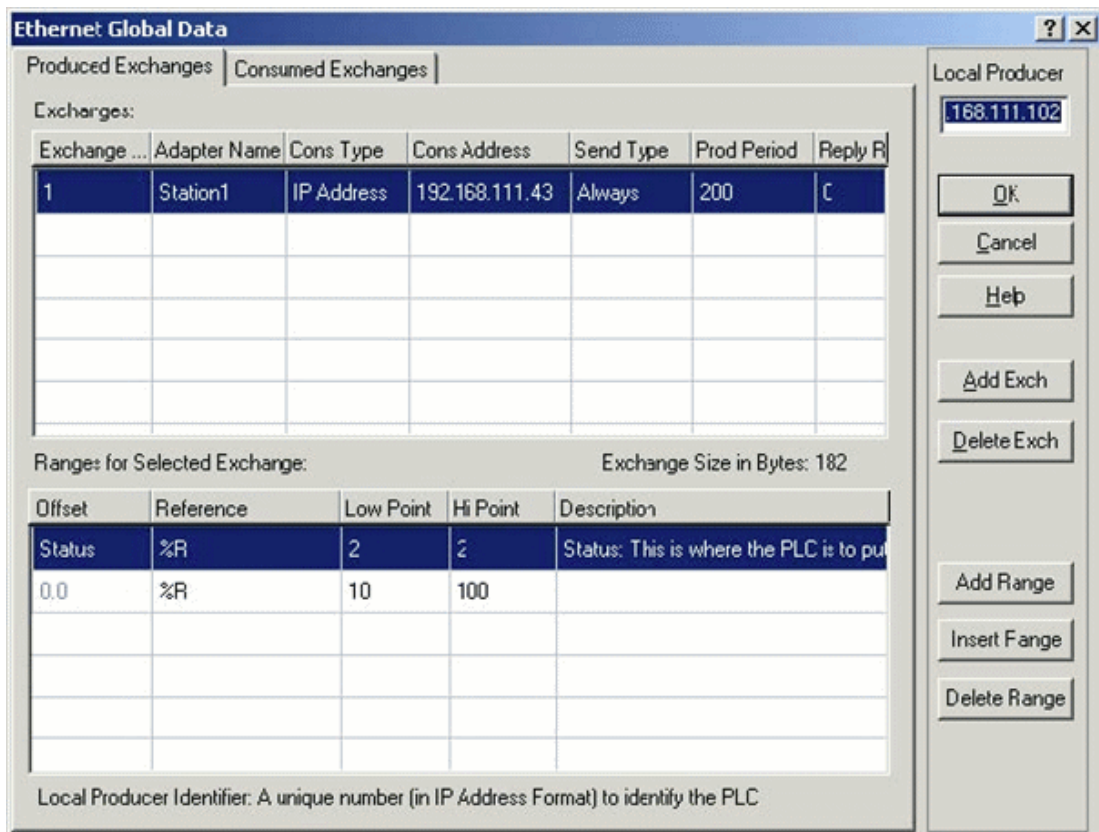 Ethernet Global Data
Produced Exchanges Consumed Exchanges
Exchanges:
Exchange ... Adapter Name Cons Type Cons Address Send Type Prod Period Reply R
1 Station1 IP Address 192.168.111.43 Always 200
Ranges for Selected Exchange: Exchange Size in Bytes: 182
Offset Reference Low Point Hi Point Description
Status %R 2 2 Status: This is where the PLC is to put
0.0 %R 10 100
Local Producer Identifier: A unique number (in IP Address Format) to identify the PLC
Local Producer
.168.111.102
OK
Cancel
Help
Add Exch
Delete Exch
Add Range
Insert Fange
Delete Range